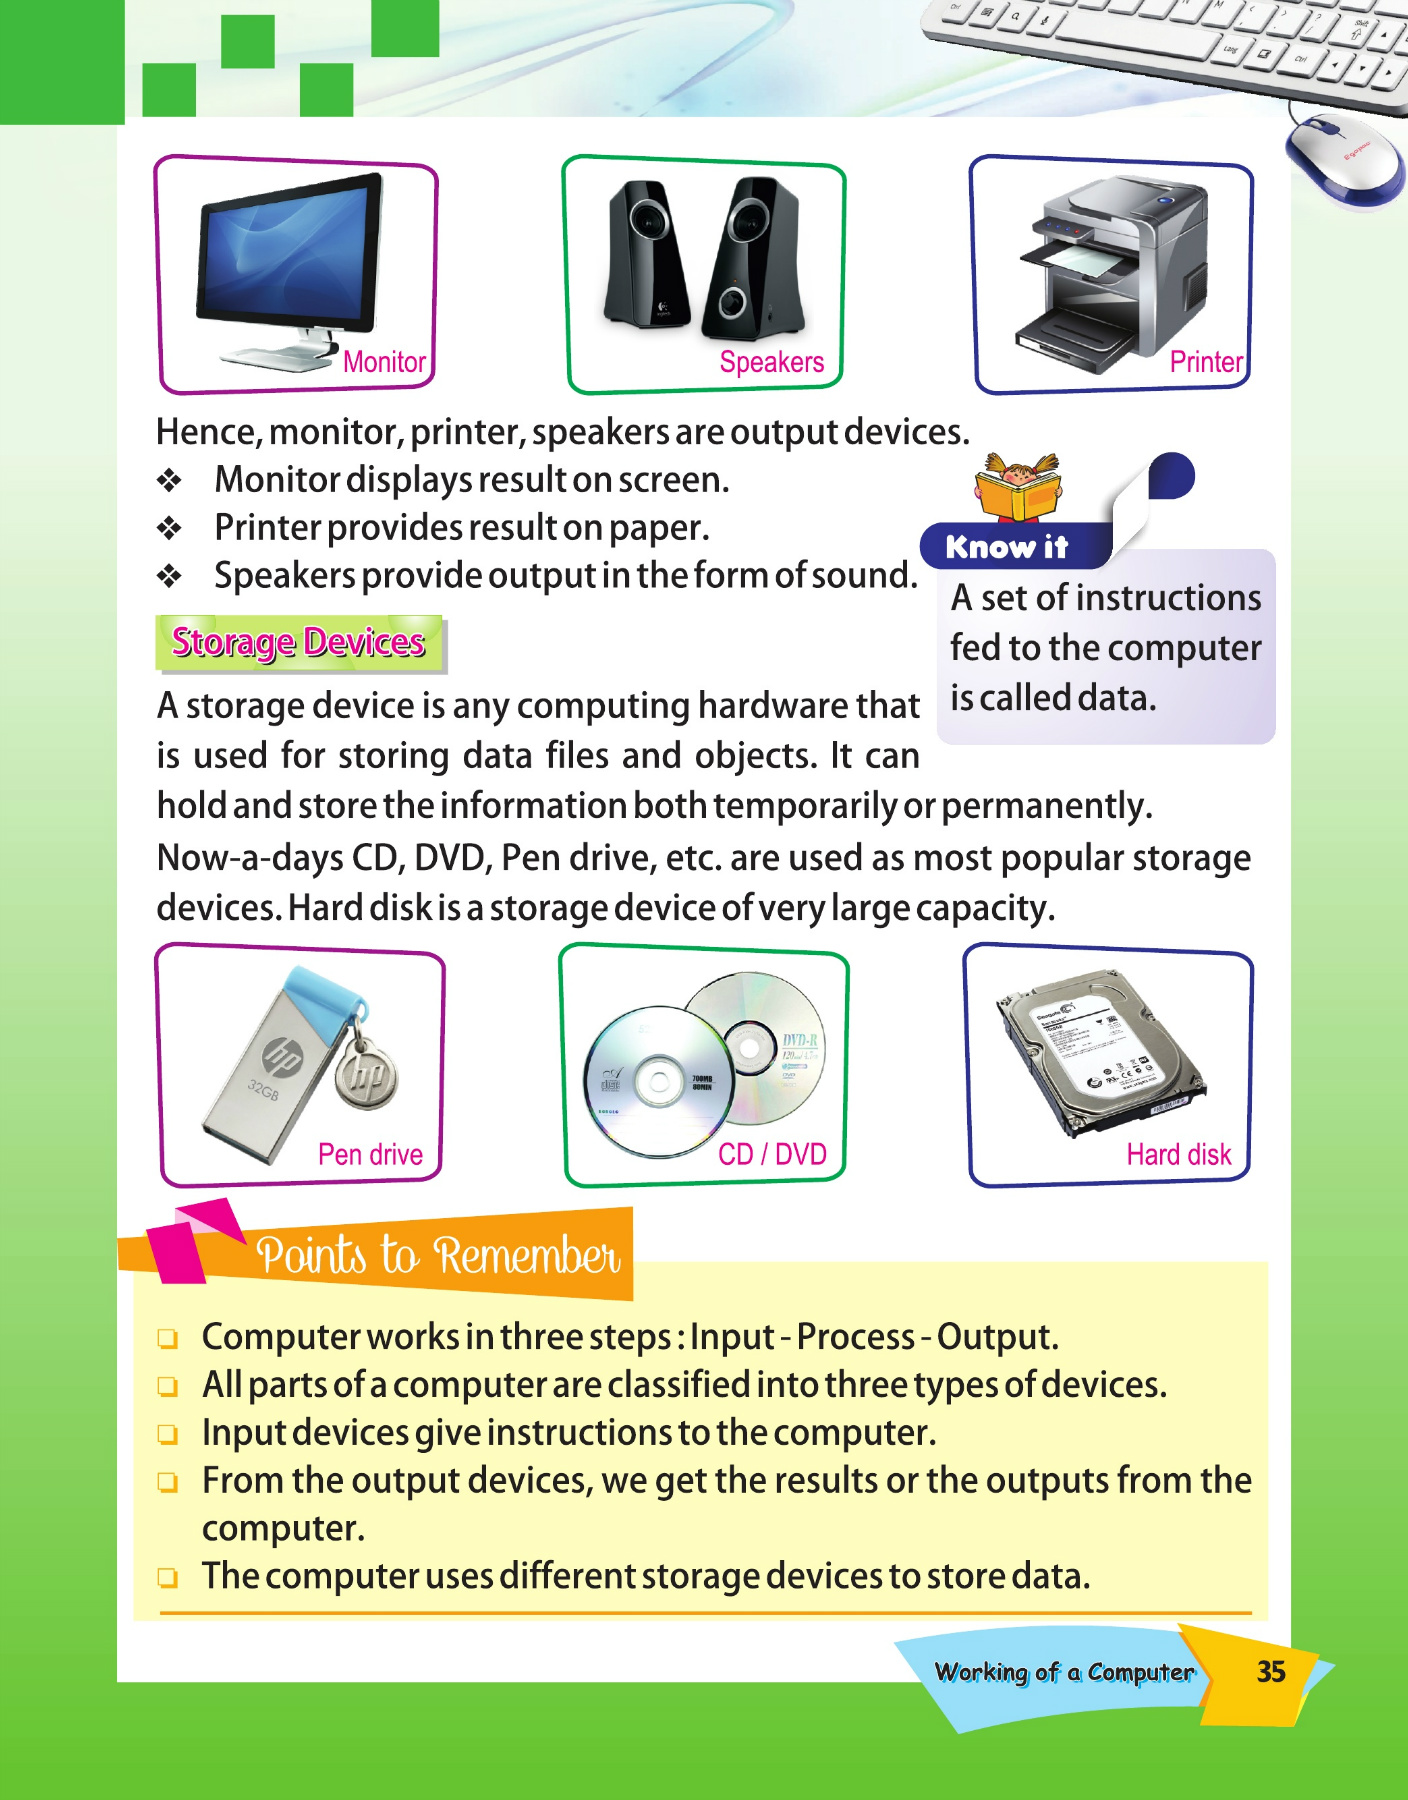 Monitor
Speakers
Printer
Hence, monitor, printer, speakers are output devices.
❖ Monitor displays result on screen.
❖ Printer provides result on paper.
❖ Speakers provide output in the form of sound.
Know it
A set of instructions
fed to the computer
is called data.
Storage Devices
A storage device is any computing hardware that
is used for storing data files and objects. It can
hold and store the information both temporarily or permanently.
Now-a-days CD, DVD, Pen drive, etc. are used as most popular storage
devices. Hard disk is a storage device of very large capacity.
hp
32GB
hp
Pen drive
DVD-R
700MB
80MIN
CD / DVD
Seagate
Hard disk
Points to Remember
❏ Computer works in three steps : Input - Process - Output.
❏ All parts of a computer are classified into three types of devices.
❏ Input devices give instructions to the computer.
❏ From the output devices, we get the results or the outputs from the
computer.
❏ The computer uses different storage devices to store data.
Working of a Computer 35